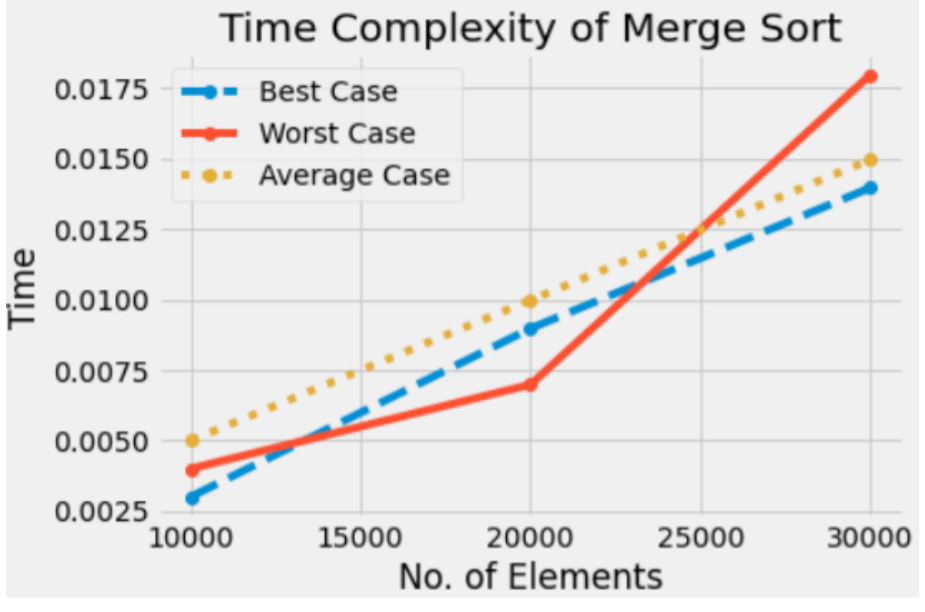 Time Complexity of Merge Sort
Best Case
Worst Case
Average Case
0.0175
0.0150
0.0125
0.0100
0.0075
0.0050
0.0025
Time
10000 15000 20000 25000 30000
No. of Elements